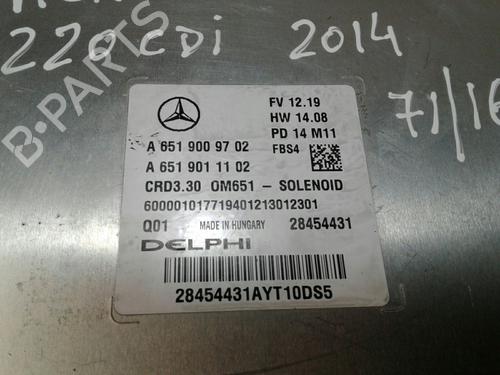 220 CDI 2014
71/16
B-PARTS
FV 12.19
HW 14.08
PD 14 M11
FBS4
A 651 900 97 02
A 651 901 11 02
CRD3.30 OM651 - SOLENOID
600001017719401213012301
Q01 MADE IN HUNGARY 28454431
DELPHI
28454431AYT10DS5